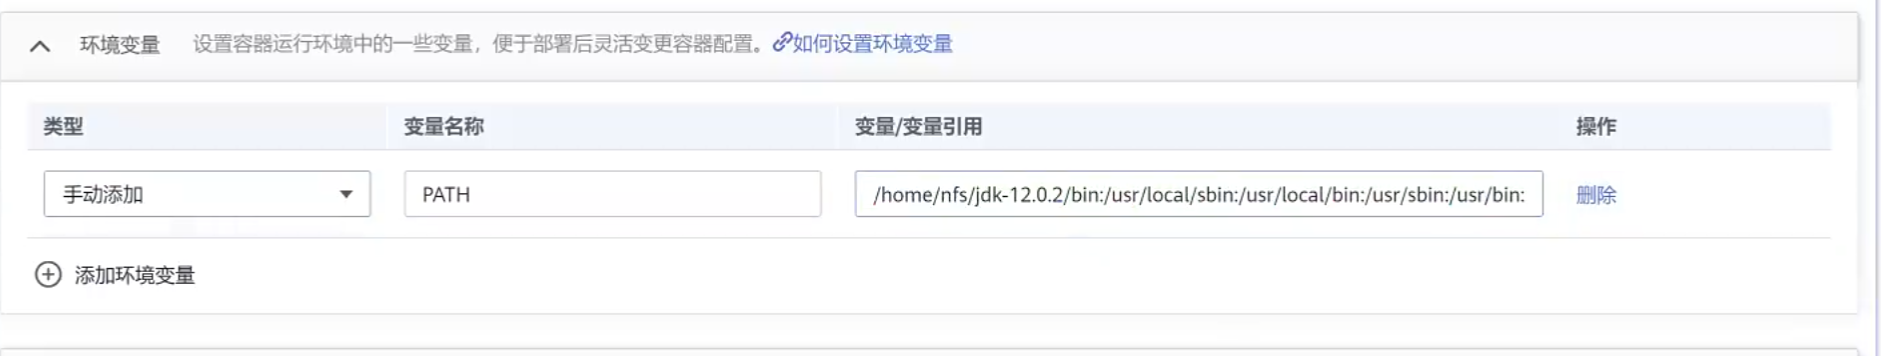 环境变量 设置容器运行环境中的一些变量，便于部署后灵活变更容器配置。如何设置环境变量
类型 变量名称 变量/变量引用 操作
手动添加 PATH /home/nfs/jdk-12.0.2/bin:/usr/local/sbin:/usr/local/bin:/usr/sbin:/usr/bin: 删除
添加环境变量